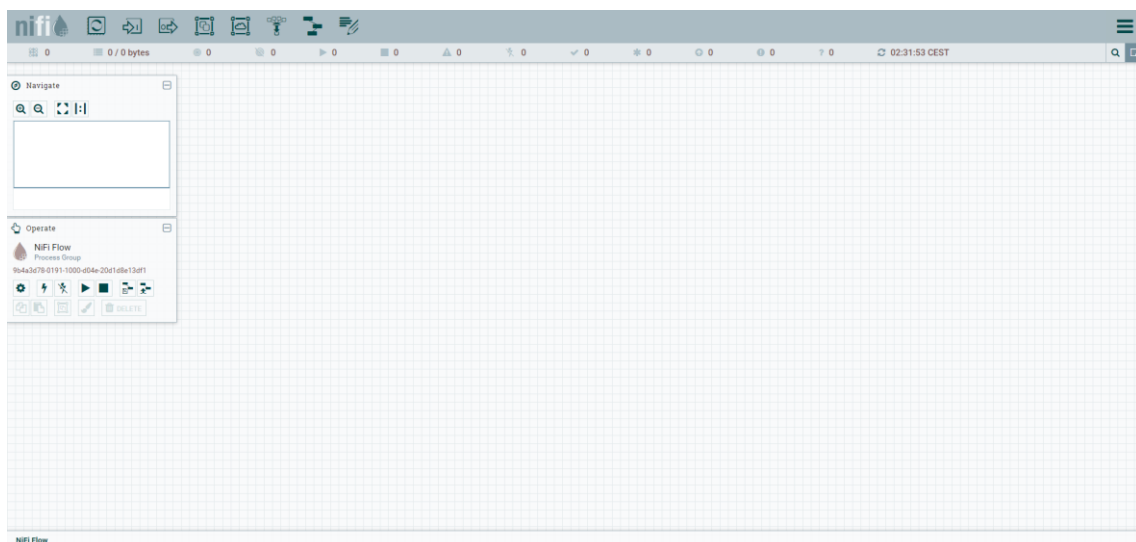 nifi
0 0 / 0 bytes 0 0 0 0 0 0 0 0 0 0 0 02:31:53 CEST
Navigate
Operate
NiFi Flow
Process Group
9b4a3d78-0191-1000-d04e-20d1d8e13df1
DELETE
NiFi Flow